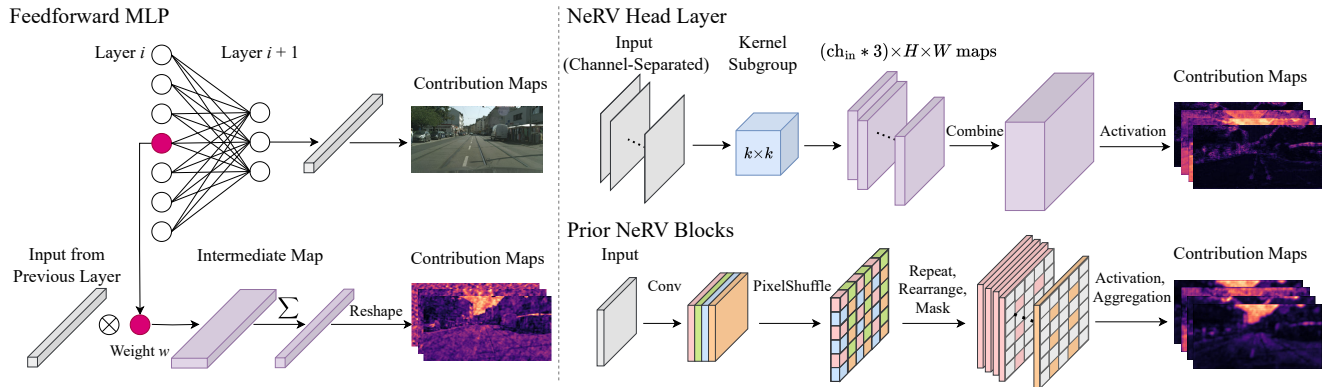 Feedforward MLP
Layer i
Layer i + 1
Contribution Maps
Input from
Previous Layer
Intermediate Map
Contribution Maps
∑
Reshape
⊗
Weight w
NeRV Head Layer
Input
(Channel-Separated)
Kernel
Subgroup
(ch_in * 3) × H × W maps
Contribution Maps
k×k
Combine
Activation
Prior NeRV Blocks
Input
Conv
PixelShuffle
Repeat,
Rearrange,
Mask
Activation,
Aggregation
Contribution Maps